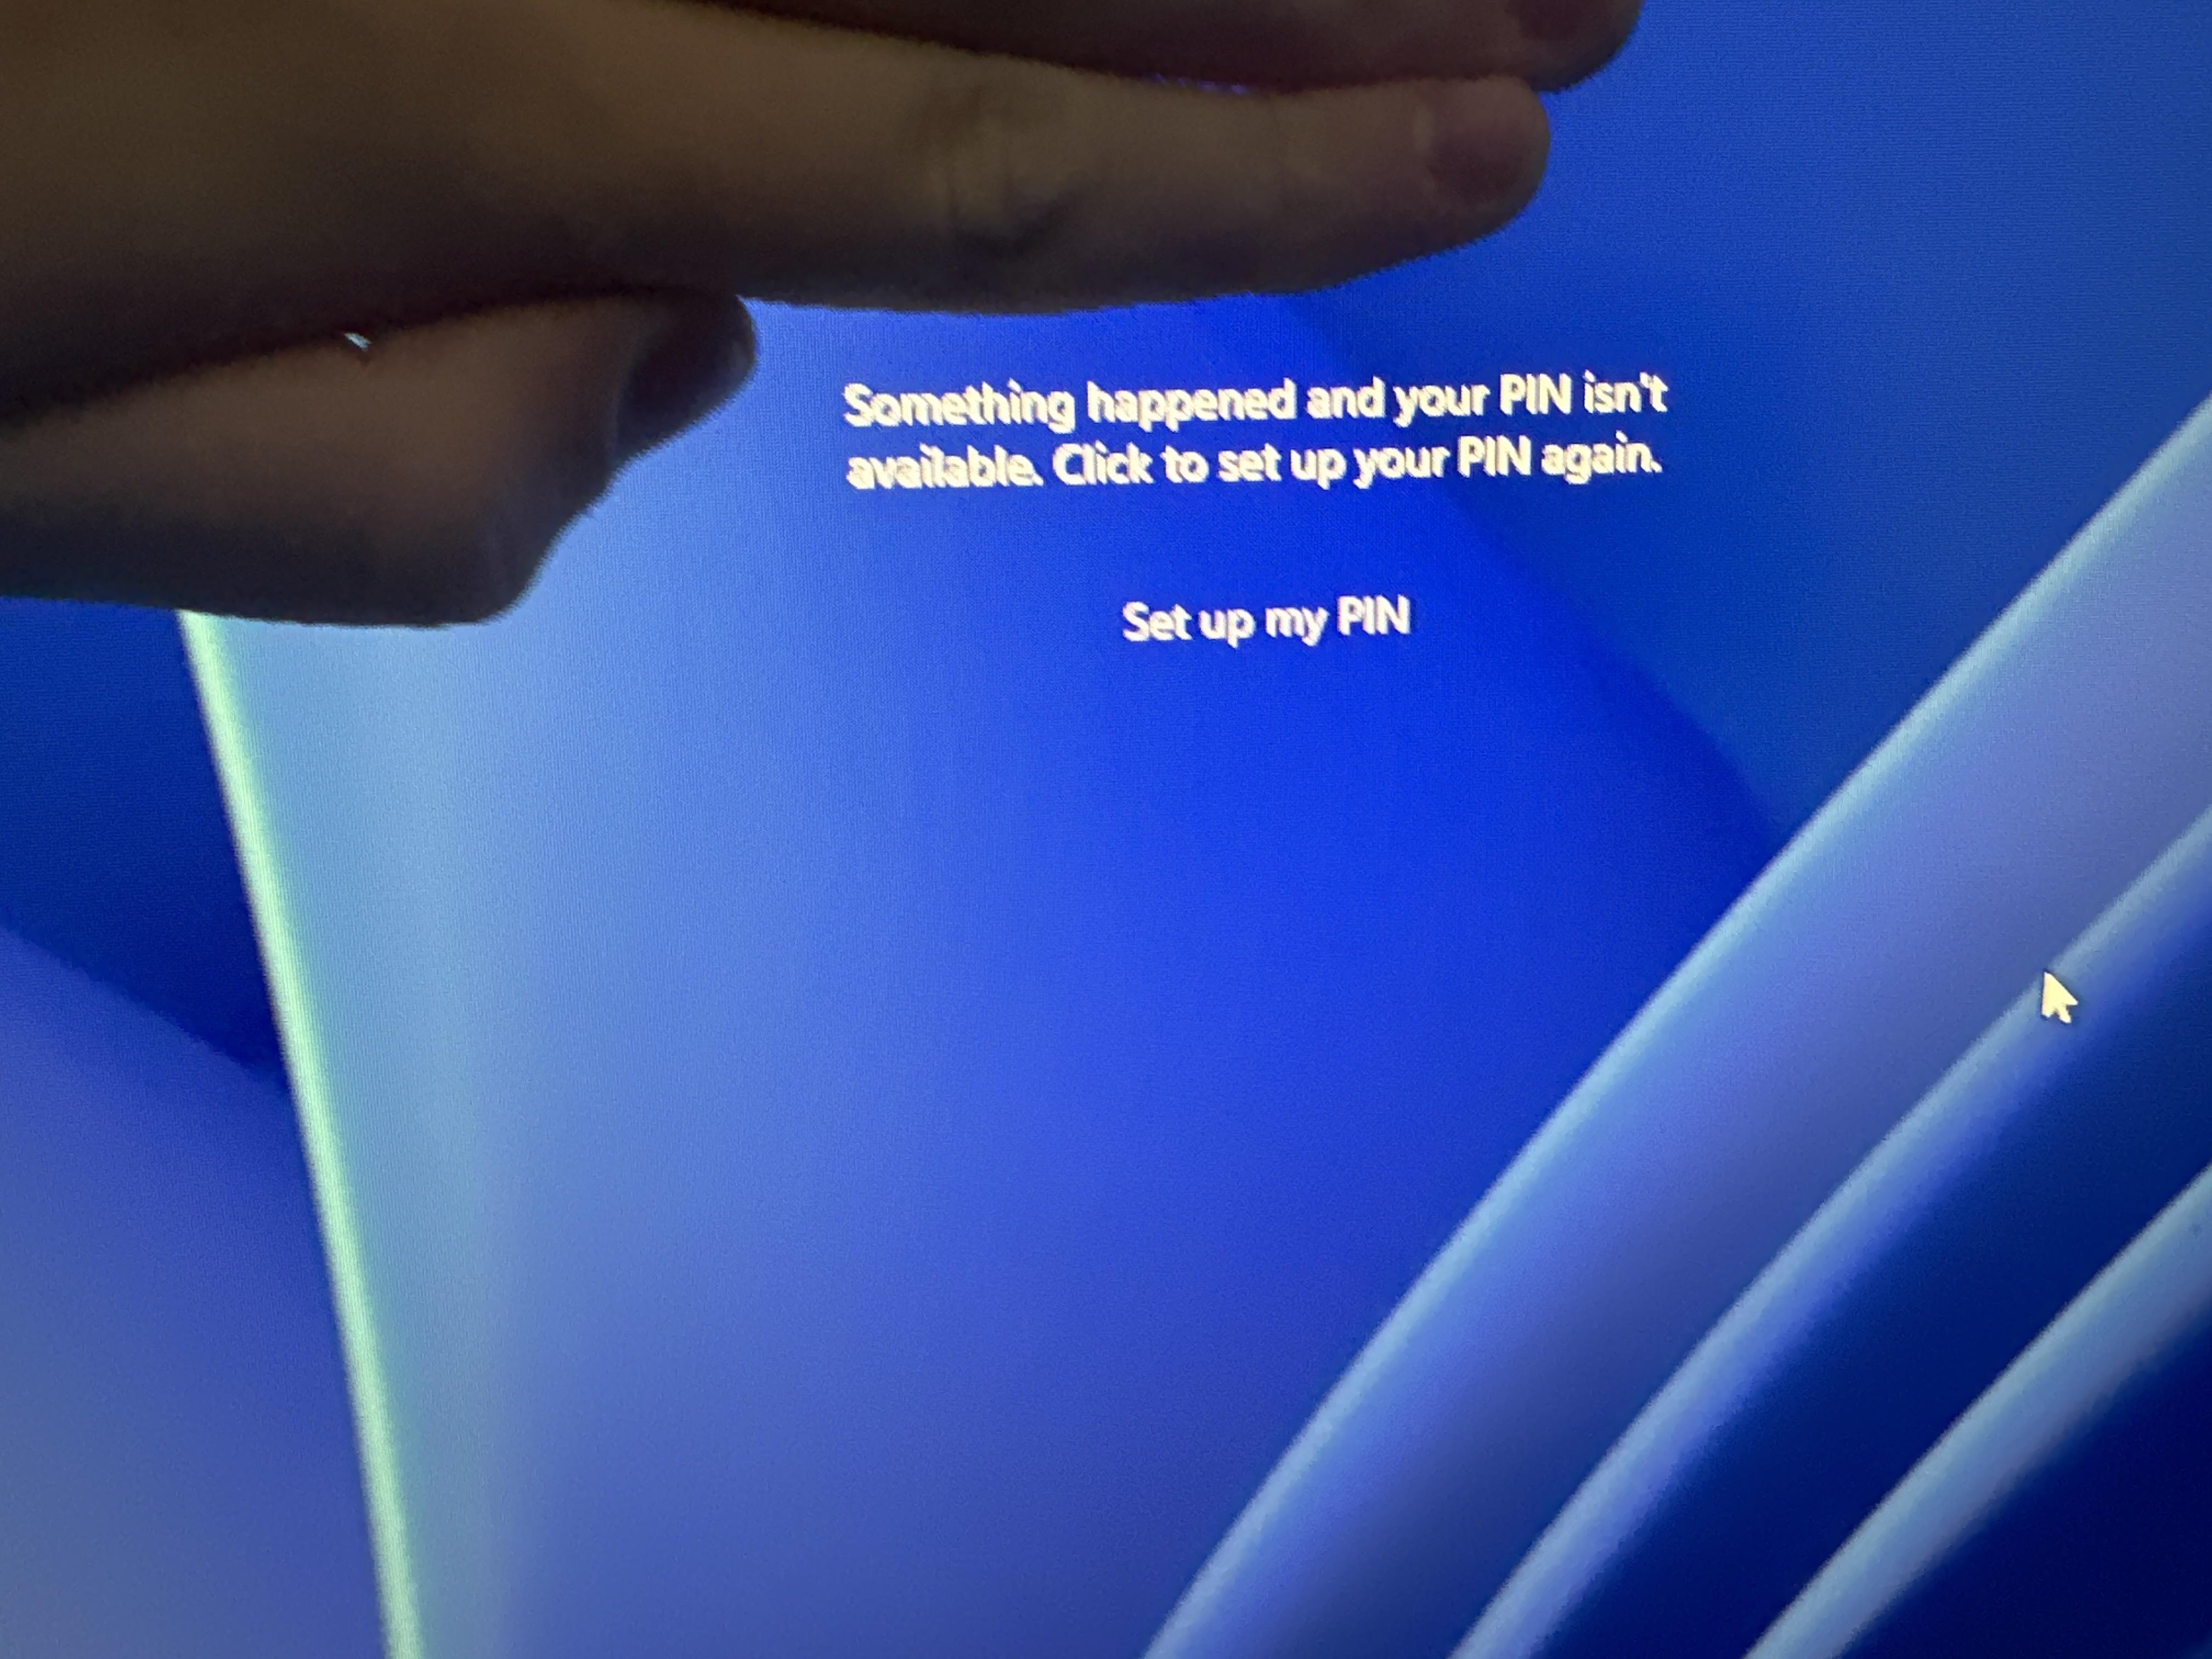 Something happened and your PIN isn't
available. Click to set up your PIN again.
Set up my PIN